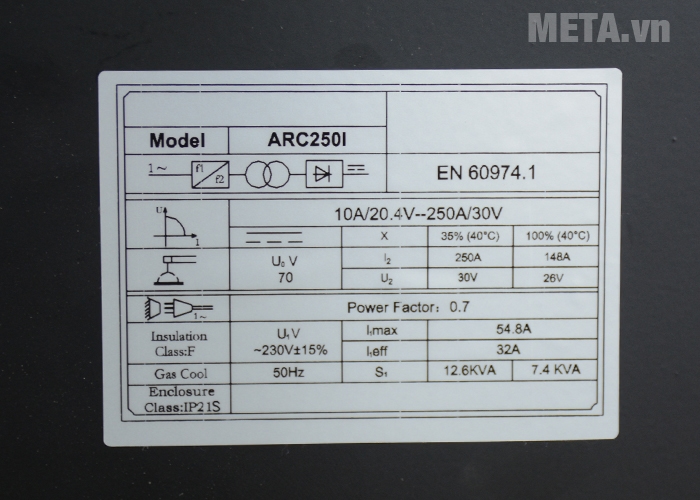 META.vn
Model ARC250I
1~ f1 f2 EN 60974.1
U 10A/20.4V--250A/30V
I X 35% (40°C) 100% (40°C)
U₀ V I₂ 250A 148A
70 U₂ 30V 26V
1~ Power Factor: 0.7
Insulation U₁ V I₁max 54.8A
Class:F ~230V±15% I₁eff 32A
Gas Cool 50Hz S₁ 12.6KVA 7.4 KVA
Enclosure
Class:IP21S